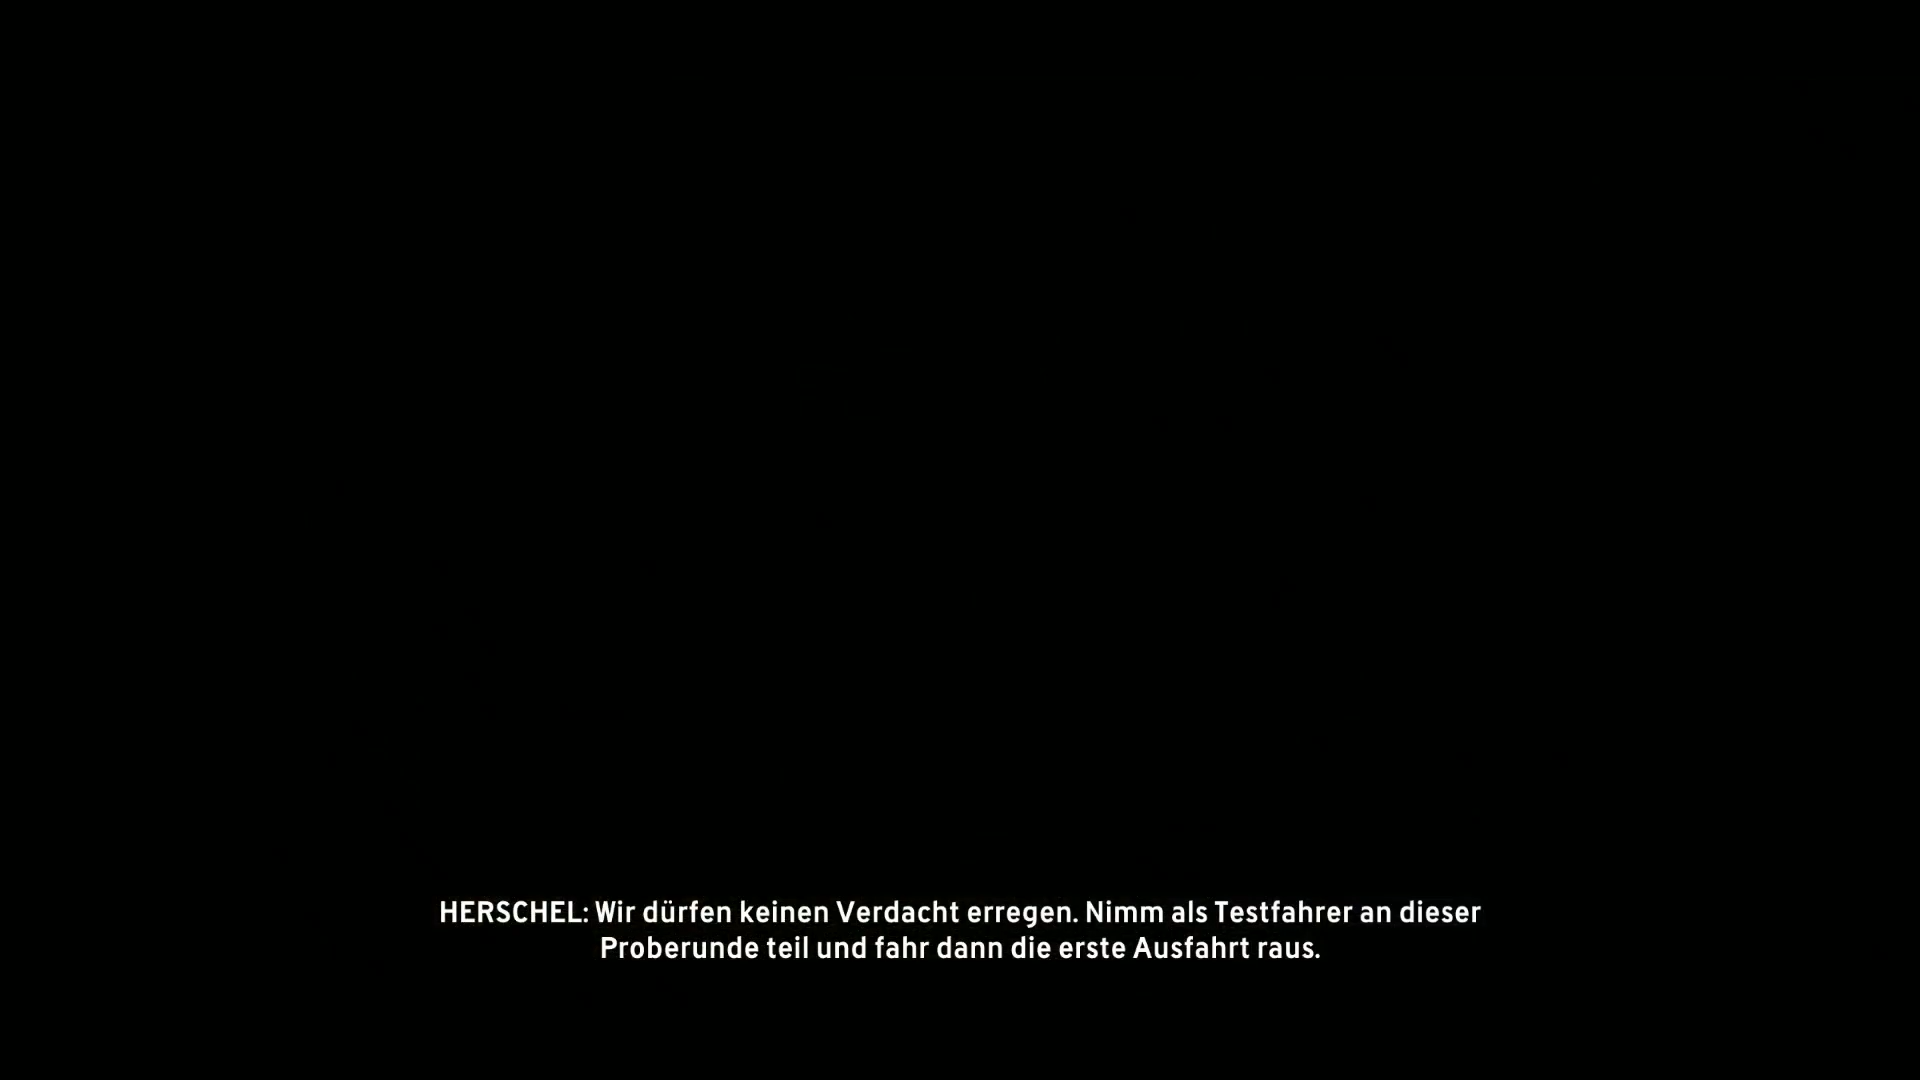 HERSCHEL: Wir dürfen keinen Verdacht erregen. Nimm als Testfahrer an dieser
Proberunde teil und fahr dann die erste Ausfahrt raus.